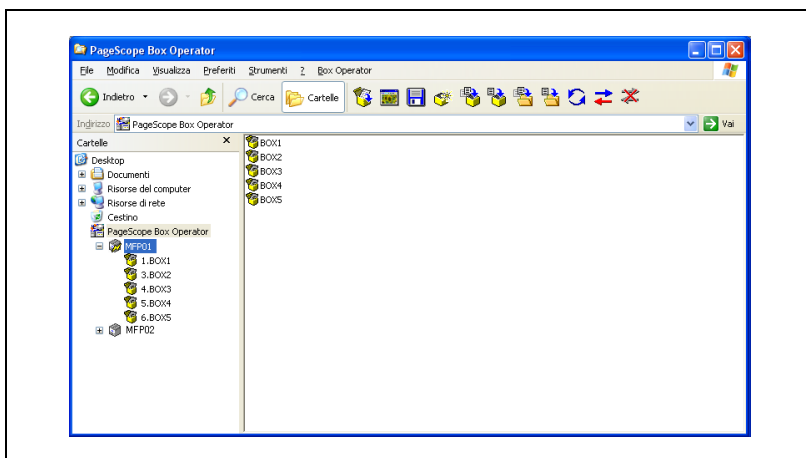 PageScope Box Operator
File Modifica Visualizza Preferiti Strumenti ? Box Operator
Indietro Cerca Cartelle
Indirizzo PageScope Box Operator Vai
Cartelle
Desktop
Documenti
Risorse del computer
Risorse di rete
Cestino
PageScope Box Operator
MFP01
1.BOX1
3.BOX2
4.BOX3
5.BOX4
6.BOX5
MFP02
BOX1
BOX2
BOX3
BOX4
BOX5